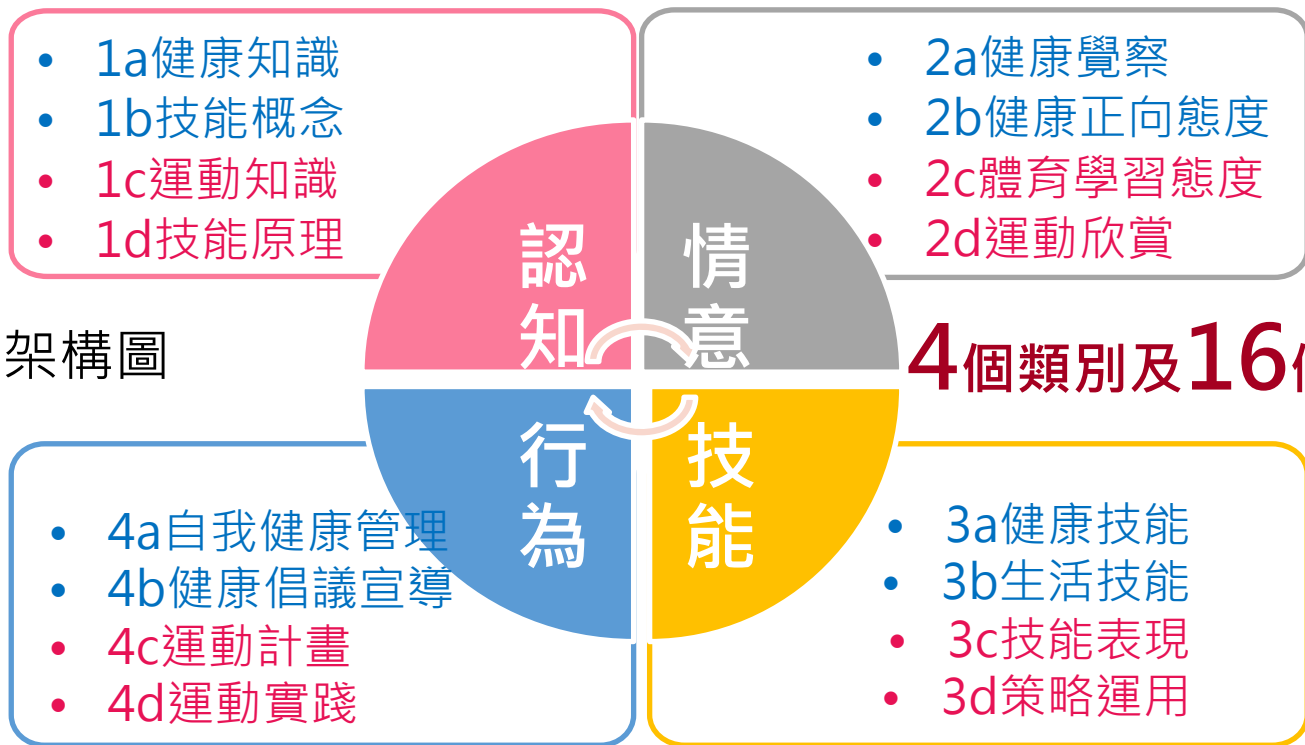 • 1a健康知識
• 1b技能概念
• 1c運動知識
• 1d技能原理
• 2a健康覺察
• 2b健康正向態度
• 2c體育學習態度
• 2d運動欣賞
認知
情意
架構圖
4個類別及16
行為
技能
• 4a自我健康管理
• 4b健康倡議宣導
• 4c運動計畫
• 4d運動實踐
• 3a健康技能
• 3b生活技能
• 3c技能表現
• 3d策略運用